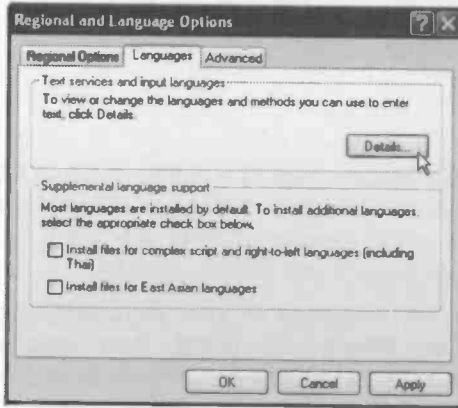 Regional and Language Options
Regional Options Languages Advanced
Text services and input languages
To view or change the languages and methods you can use to enter
text, click Details.
Details...
Supplemental language support
Most languages are installed by default. To install additional languages,
select the appropriate check box below.
Install files for complex script and right-to-left languages (including
Thai)
Install files for East Asian languages
OK Cancel Apply